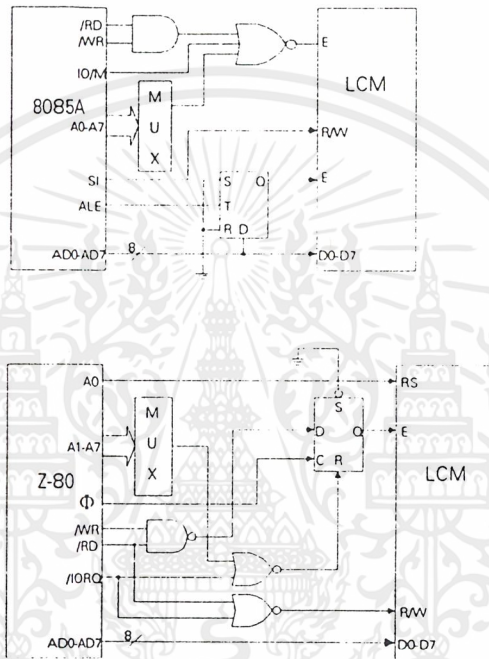 /RD
/WR
E
IO/M
LCM
8085A
M
U
X
A0-A7
R/W
SI
S Q
E
ALE
T
R D
AD0-AD7
8
D0-D7
A0
RS
S
M
U
X
D Q
E
A1-A7
C R
LCM
Z-80
Φ
/WR
/RD
/IORQ
R/W
AD0-AD7
8
D0-D7